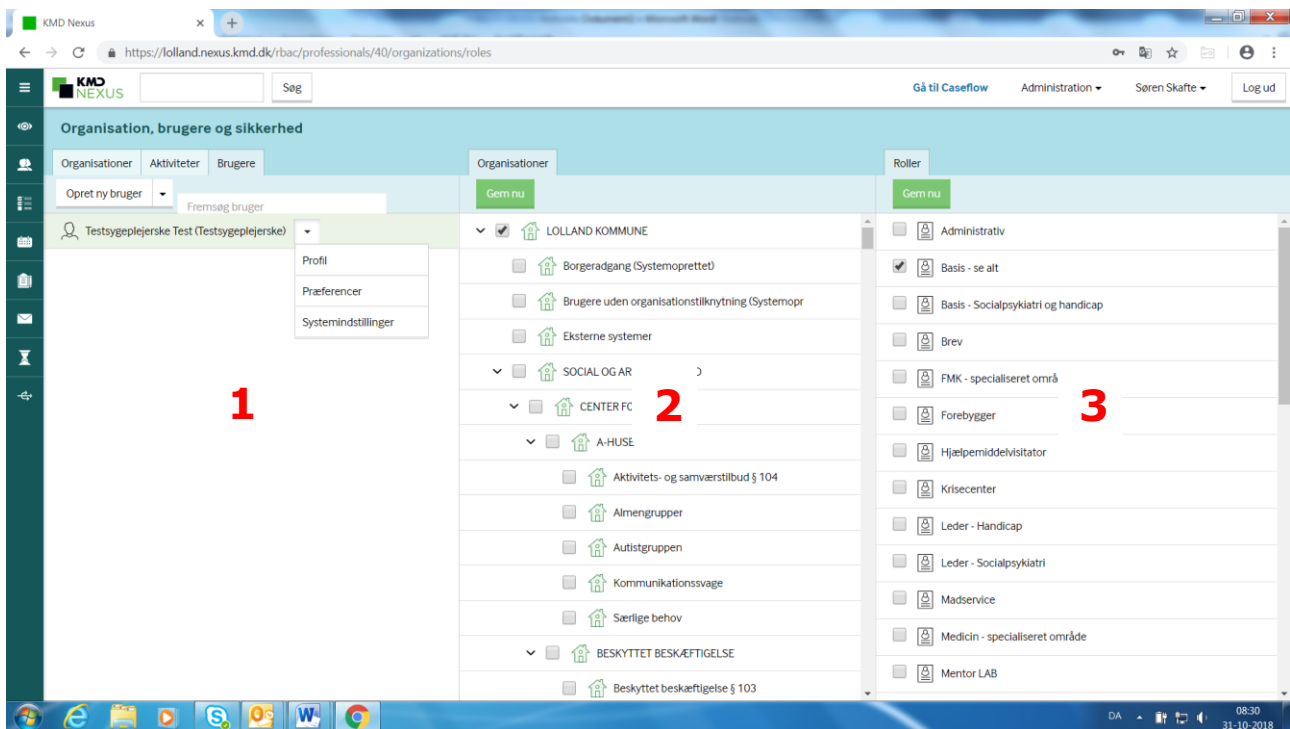 KMD Nexus
https://lolland.nexus.kmd.dk/rbac/professionals/40/organizations/roles
KMD NEXUS
Søg
Gå til Caseflow
Administration
Søren Skafte
Log ud
Organisation, brugere og sikkerhed
Organisationer
Aktiviteter
Brugere
Opret ny bruger
Fremsøg bruger
Testsygeplejerske Test (Testsygeplejerske)
Profil
Præferencer
Systemindstillinger
1
Organisationer
Gem nu
LOLLAND KOMMUNE
Borgeradgang (Systemoprettet)
Brugere uden organisationstilknytning (Systemopr
Eksterne systemer
SOCIAL OG AR
CENTER FO
2
A-HUSE
Aktivitets- og samværstilbud § 104
Almengrupper
Autistgruppen
Kommunikationssvage
Særlige behov
BESKYTTET BESKÆFTIGELSE
Beskyttet beskæftigelse § 103
Roller
Gem nu
Administrativ
Basis - se alt
Basis - Socialpsykiatri og handicap
Brev
FMK - specialiseret områ
3
Forebygger
Hjælpemiddelvisitator
Krisecenter
Leder - Handicap
Leder - Socialpsykiatri
Madservice
Medicin - specialiseret område
Mentor LAB
DA
08:30
31-10-2018